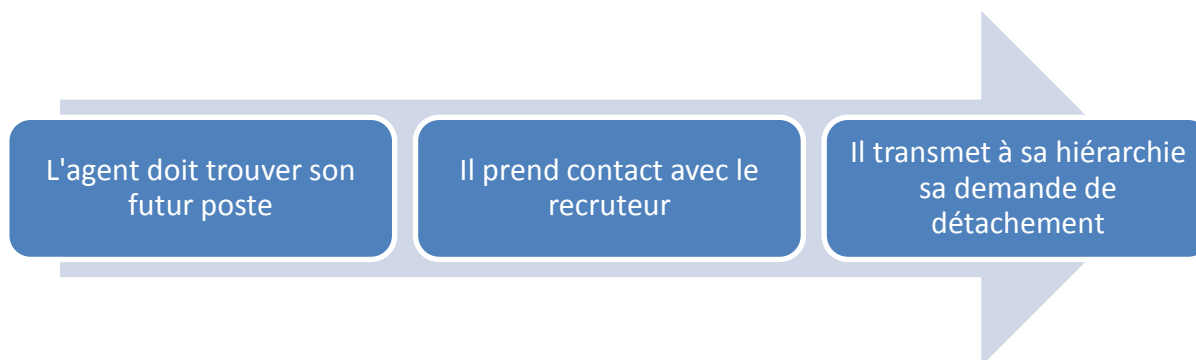 L'agent doit trouver son
futur poste
Il prend contact avec le
recruteur
Il transmet à sa hiérarchie
sa demande de
détachement